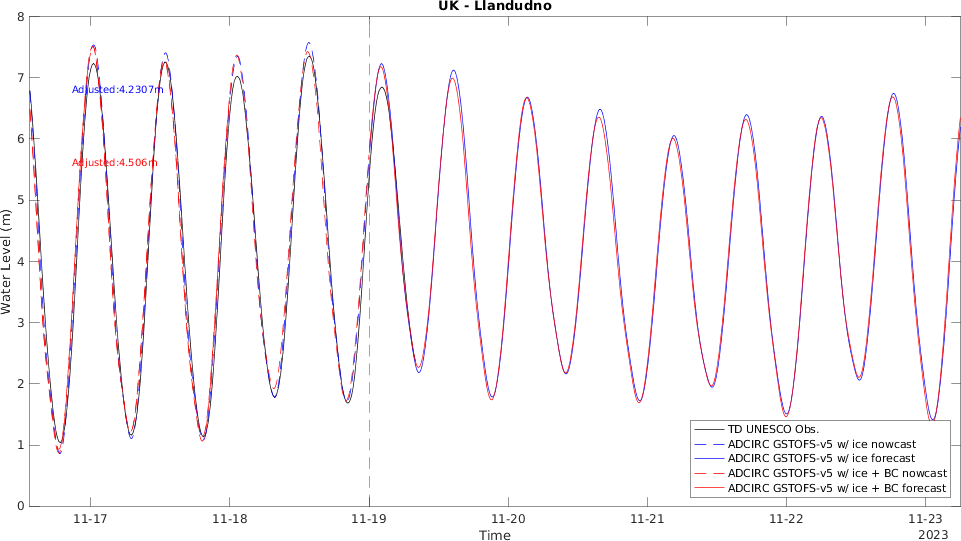 UK - Llandudno
8
7
6
5
4
3
2
1
0
Water Level (m)
Adjusted:4.2307m
Adjusted:4.506m
TD UNESCO Obs.
ADCIRC GSTOFS-v5 w/ ice nowcast
ADCIRC GSTOFS-v5 w/ ice forecast
ADCIRC GSTOFS-v5 w/ ice + BC nowcast
ADCIRC GSTOFS-v5 w/ ice + BC forecast
11-17 11-18 11-19 11-20 11-21 11-22 11-23
Time
2023